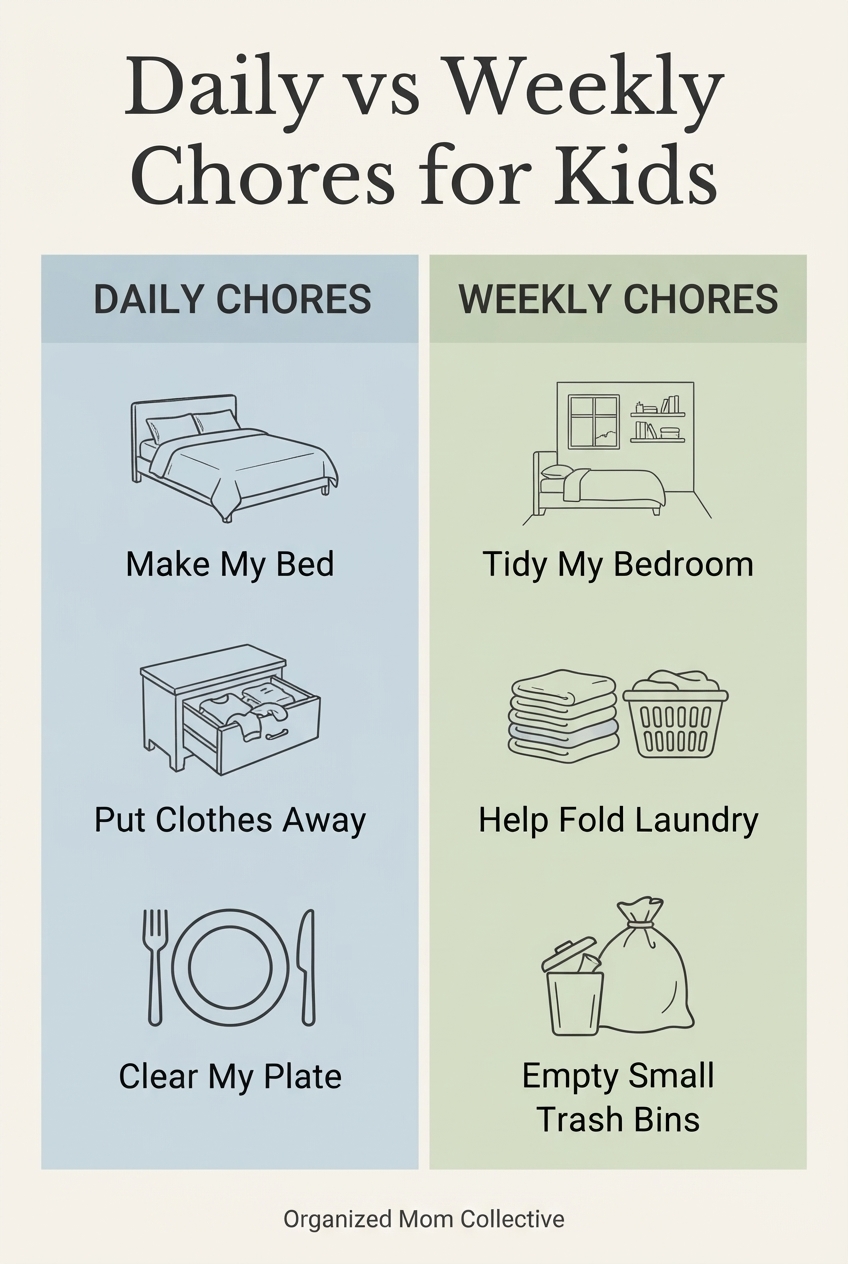 Daily vs Weekly
Chores for Kids
DAILY CHORES
Make My Bed
Put Clothes Away
Clear My Plate
WEEKLY CHORES
Tidy My Bedroom
Help Fold Laundry
Empty Small
Trash Bins
Organized Mom Collective